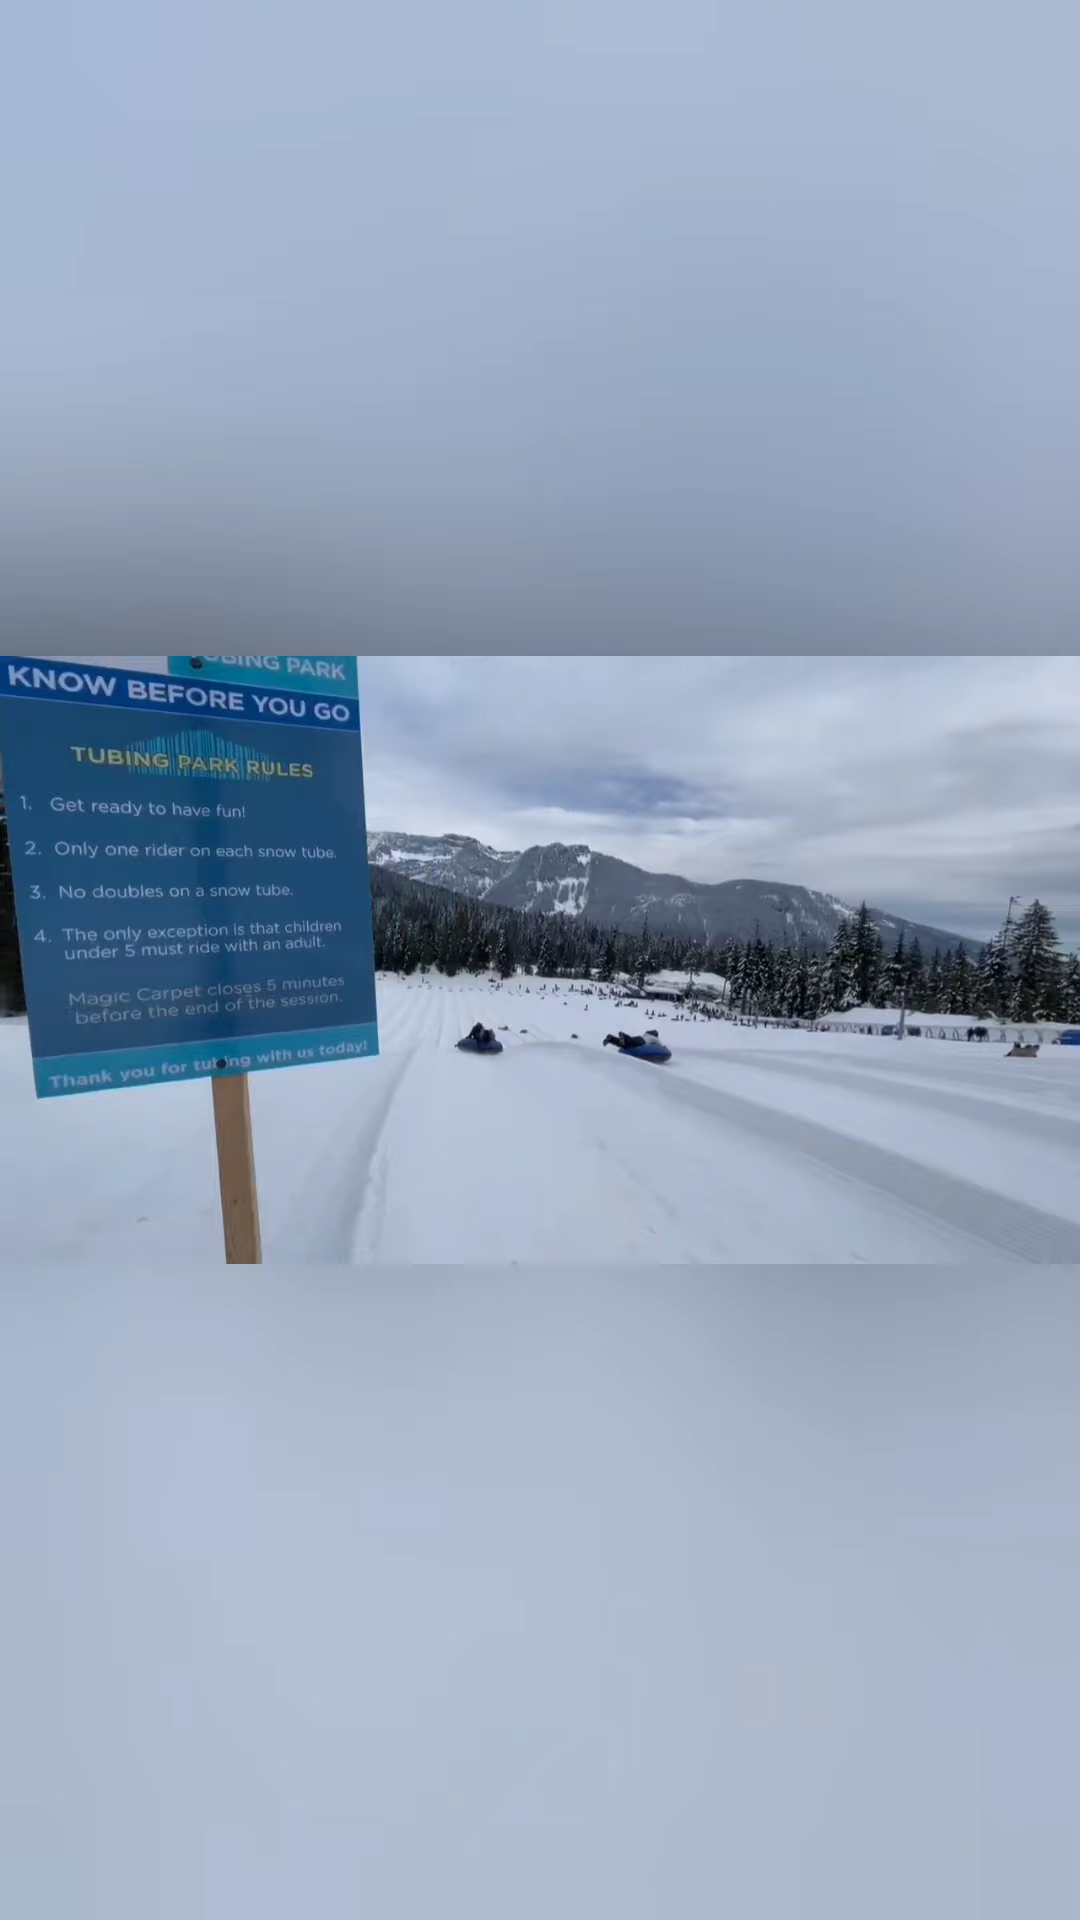 TUBING PARK
KNOW BEFORE YOU GO
TUBING PARK RULES
1. Get ready to have fun!
2. Only one rider on each snow tube.
3. No doubles on a snow tube.
4. The only exception is that children
under 5 must ride with an adult.
Magic Carpet closes 5 minutes
before the end of the session.
Thank you for tubing with us today!